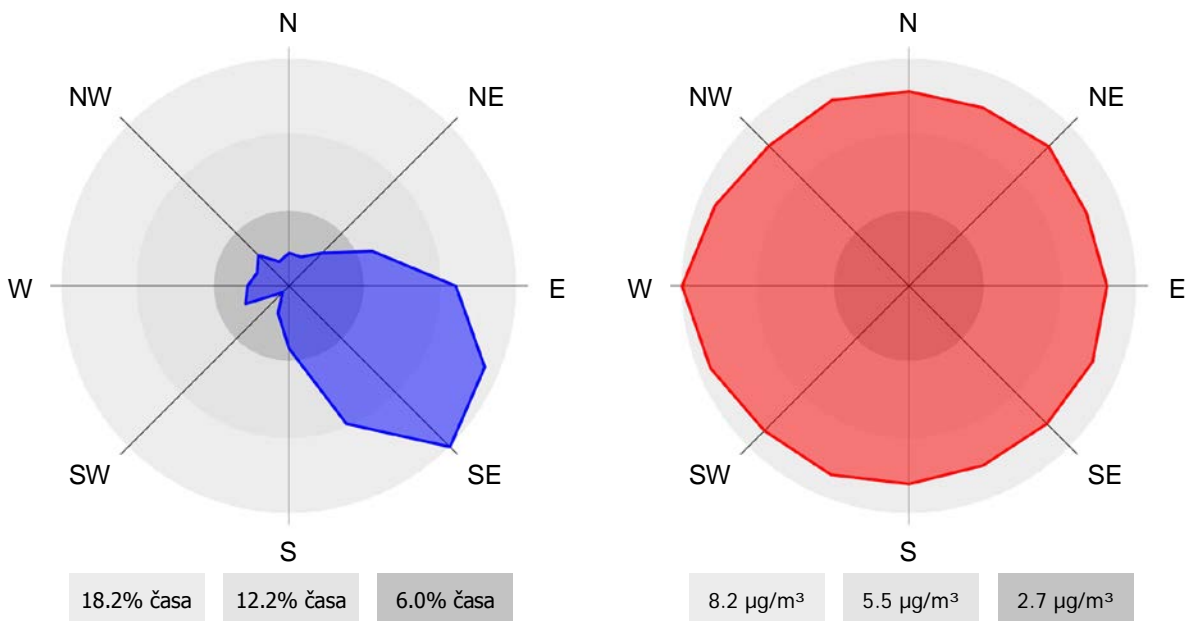 N
NW
NE
W
E
SW
SE
S
18.2% časa
12.2% časa
6.0% časa
N
NW
NE
W
E
SW
SE
S
8.2 µg/m³
5.5 µg/m³
2.7 µg/m³